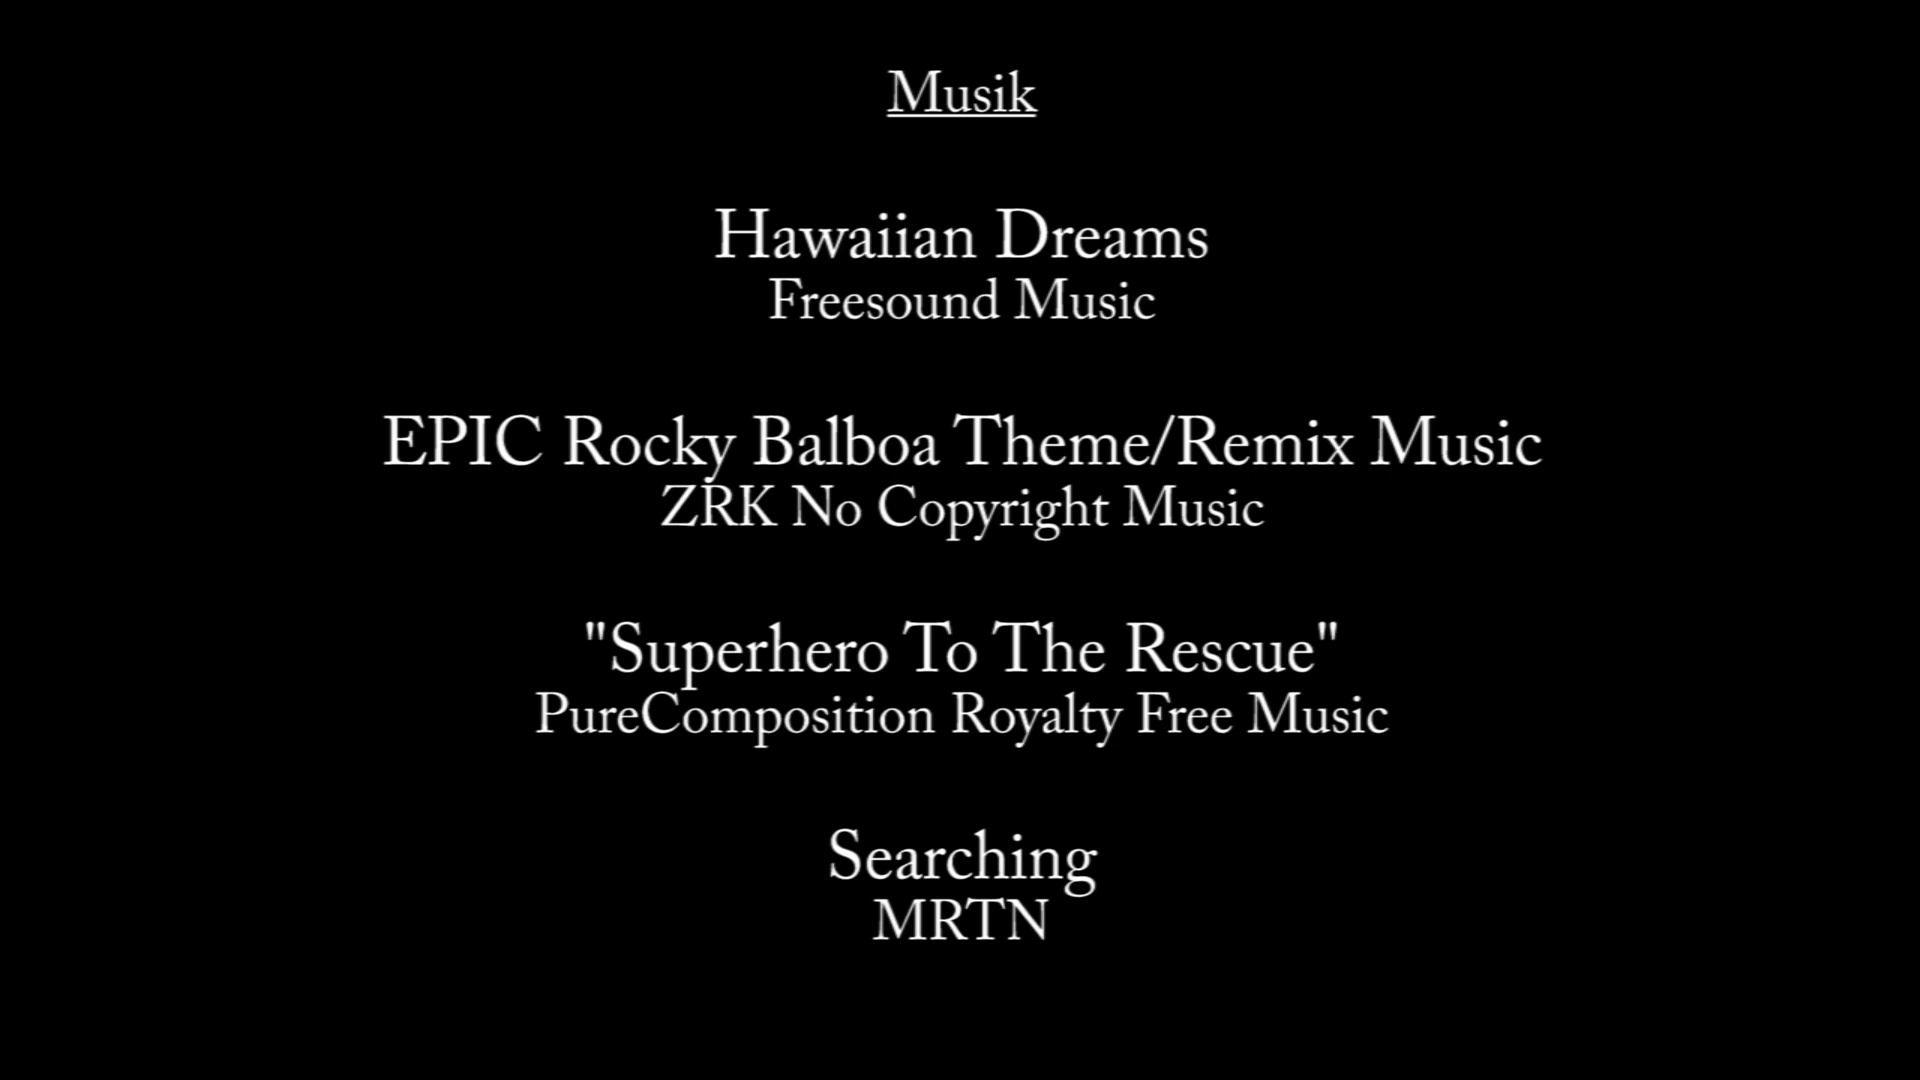 Musik
Hawaiian Dreams
Freesound Music
EPIC Rocky Balboa Theme/Remix Music
ZRK No Copyright Music
"Superhero To The Rescue"
PureComposition Royalty Free Music
Searching
MRTN